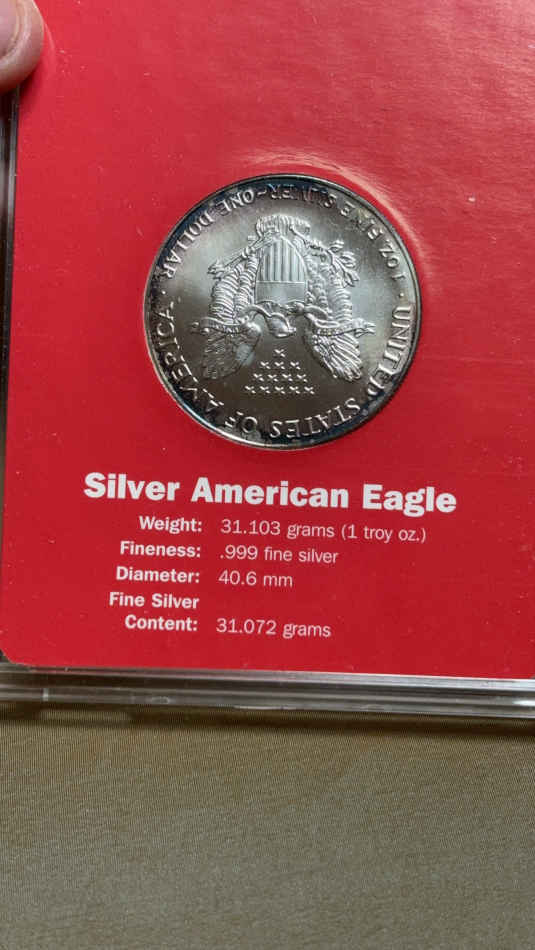 UNITED STATES OF AMERICA
1 OZ. FINE SILVER~ONE DOLLAR
Silver American Eagle
Weight: 31.103 grams (1 troy oz.)
Fineness: .999 fine silver
Diameter: 40.6 mm
Fine Silver
Content: 31.072 grams